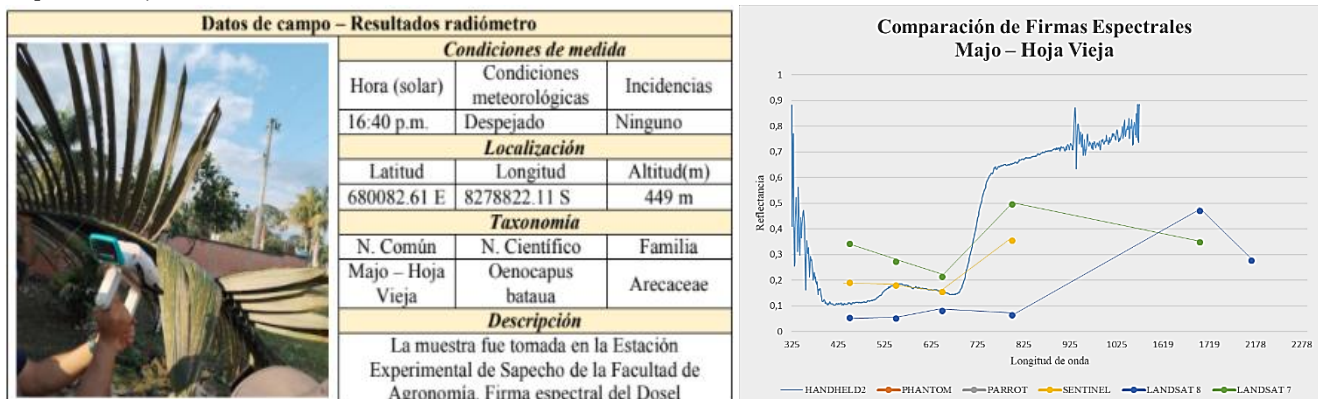 Datos de campo – Resultados radiómetro
Condiciones de medida
Hora (solar)
Condiciones
meteorológicas
Incidencias
16:40 p.m.
Despejado
Ninguno
Localización
Latitud
Longitud
Altitud(m)
680082.61 E
8278822.11 S
449 m
Taxonomía
N. Común
N. Científico
Familia
Majo – Hoja
Vieja
Oenocapus
bataua
Arecaceae
Descripción
La muestra fue tomada en la Estación
Experimental de Sapecho de la Facultad de
Agronomía. Firma espectral del Dosel
Comparación de Firmas Espectrales
Majo – Hoja Vieja
Reflectancia
1
0,9
0,8
0,7
0,6
0,5
0,4
0,3
0,2
0,1
0
325 425 525 625 725 825 925 1025 1619 1719 2178 2278
Longitud de onda
HANDHELD2 PHANTOM PARROT SENTINEL LANDSAT 8 LANDSAT 7